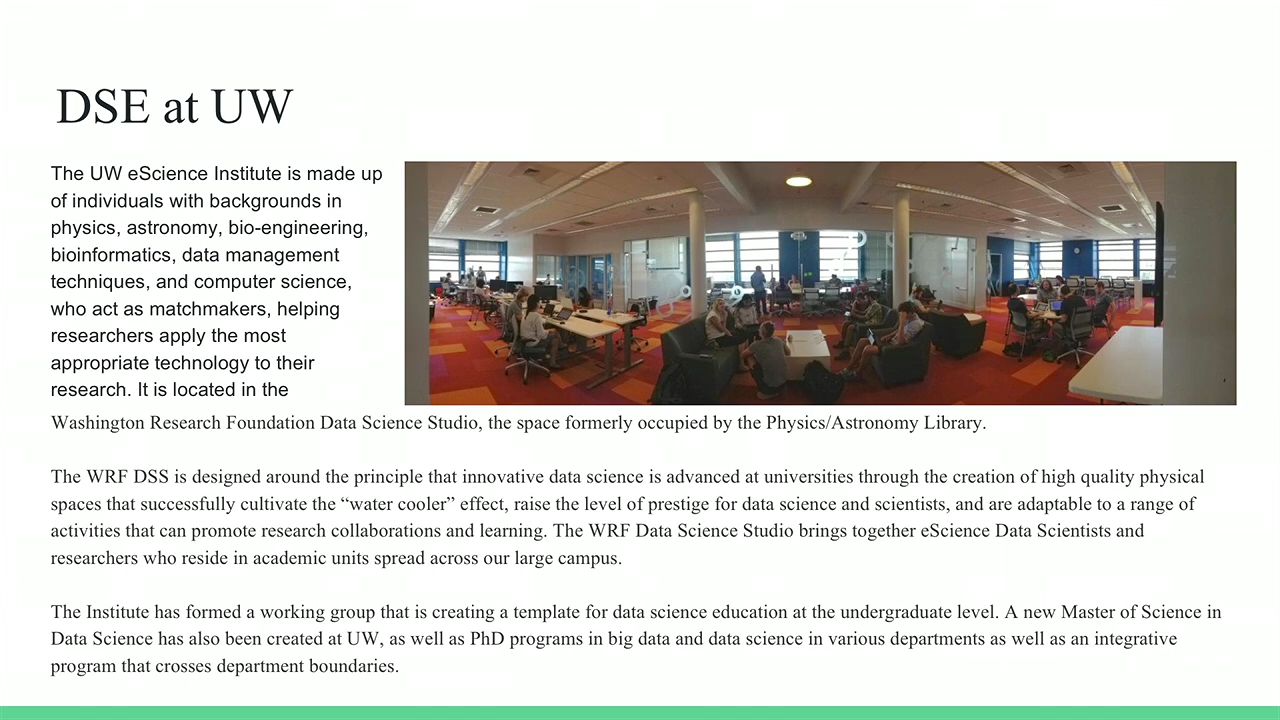 DSE at UW
The UW eScience Institute is made up
of individuals with backgrounds in
physics, astronomy, bio-engineering,
bioinformatics, data management
techniques, and computer science,
who act as matchmakers, helping
researchers apply the most
appropriate technology to their
research. It is located in the
Washington Research Foundation Data Science Studio, the space formerly occupied by the Physics/Astronomy Library.
The WRF DSS is designed around the principle that innovative data science is advanced at universities through the creation of high quality physical
spaces that successfully cultivate the “water cooler” effect, raise the level of prestige for data science and scientists, and are adaptable to a range of
activities that can promote research collaborations and learning. The WRF Data Science Studio brings together eScience Data Scientists and
researchers who reside in academic units spread across our large campus.
The Institute has formed a working group that is creating a template for data science education at the undergraduate level. A new Master of Science in
Data Science has also been created at UW, as well as PhD programs in big data and data science in various departments as well as an integrative
program that crosses department boundaries.